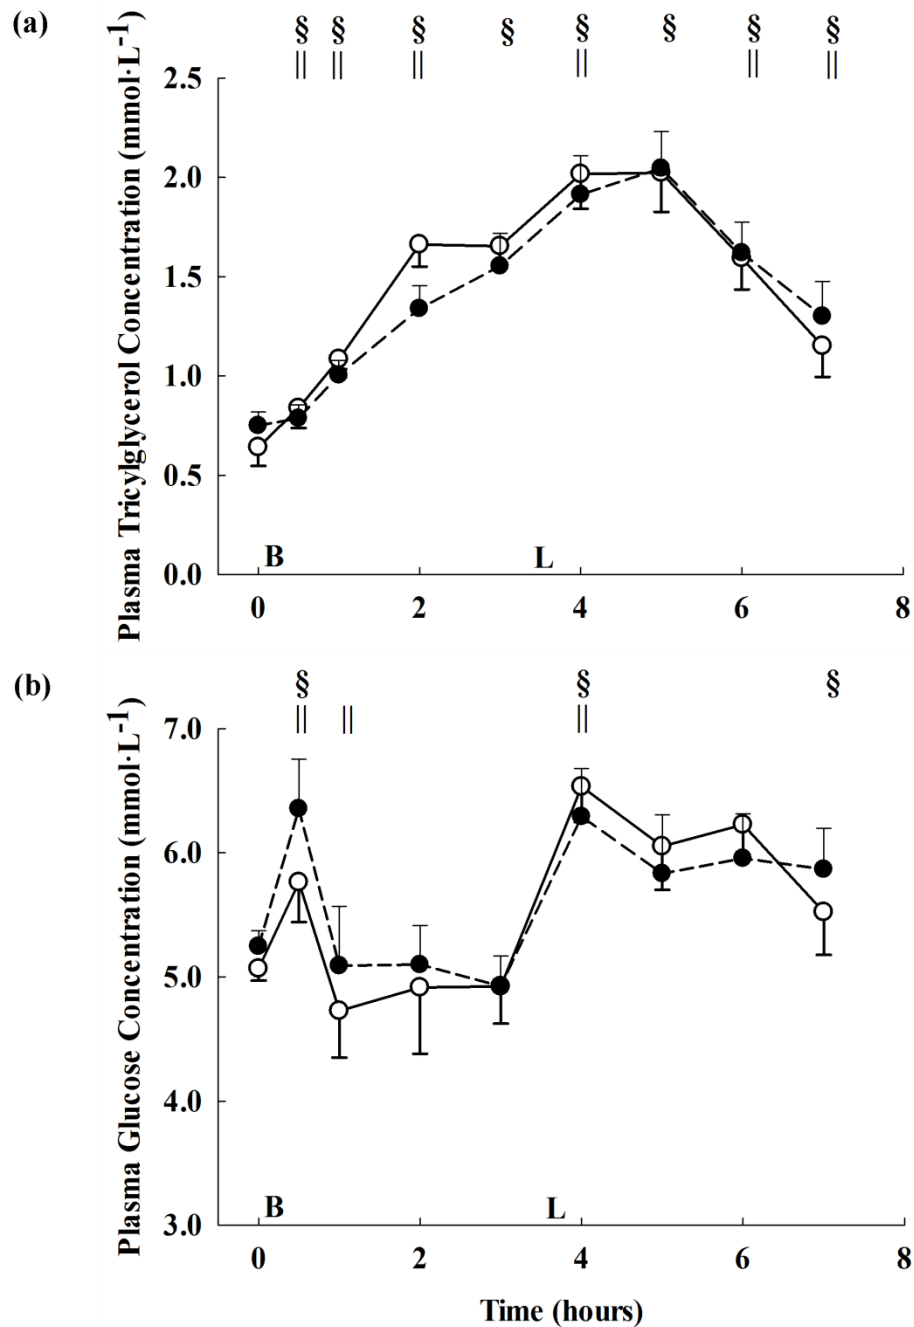 (a)
§ § § § § § § §
|| || || || || ||
Plasma Tricylglycerol Concentration (mmol·L-1)
2.5
2.0
1.5
1.0
0.5
0.0
B L
0 2 4 6 8
(b)
§ § §
|| || ||
Plasma Glucose Concentration (mmol·L-1)
7.0
6.0
5.0
4.0
3.0
B L
0 2 4 6 8
Time (hours)